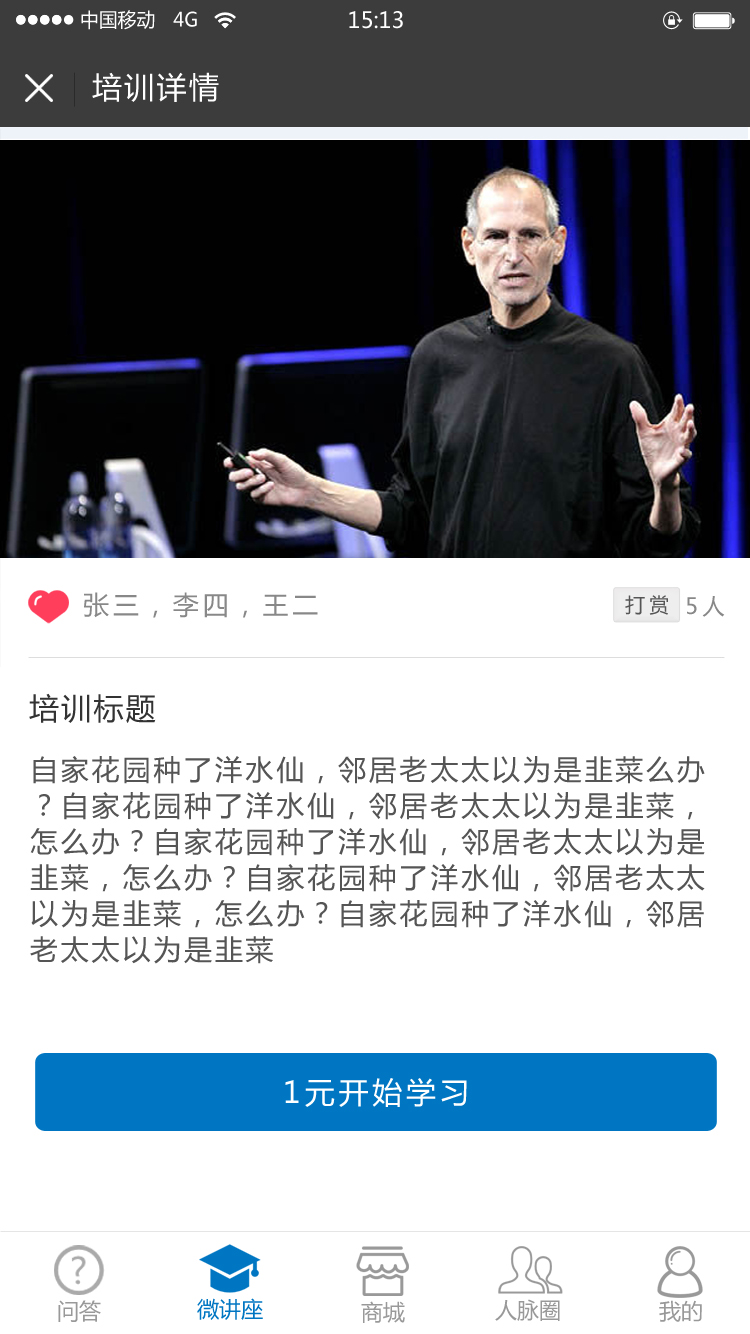 中国移动 4G 15:13
培训详情
张三，李四，王二 打赏 5人
培训标题
自家花园种了洋水仙，邻居老太太以为是韭菜么办
？自家花园种了洋水仙，邻居老太太以为是韭菜，
怎么办？自家花园种了洋水仙，邻居老太太以为是
韭菜，怎么办？自家花园种了洋水仙，邻居老太太
以为是韭菜，怎么办？自家花园种了洋水仙，邻居
老太太以为是韭菜
1元开始学习
问答 微讲座 商城 人脉圈 我的